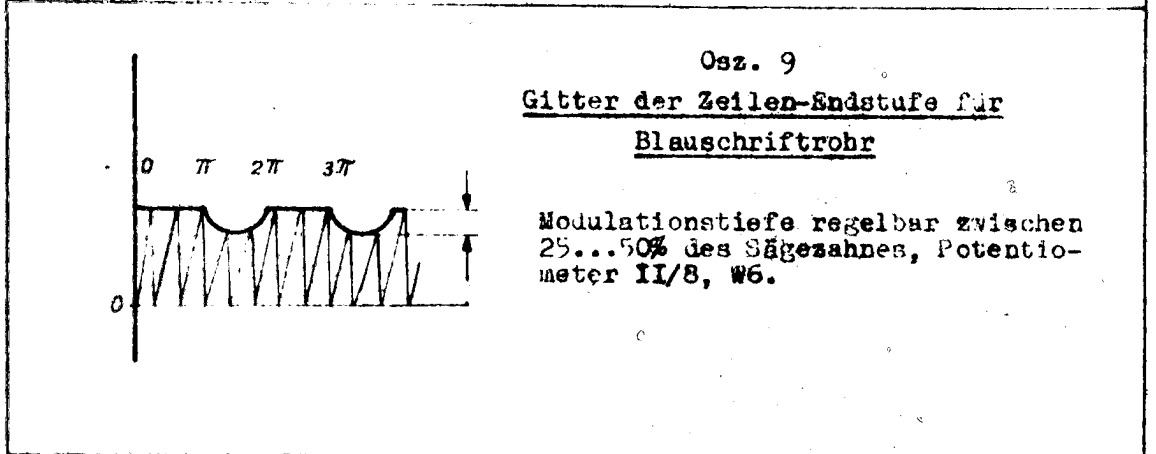 Osz. 9
Gitter der Zeilen-Endstufe für
Blauschriftrohr
0 π 2π 3π
Modulationstiefe regelbar zwischen
25...50% des Sägezahnes, Potentio-
meter II/8, W6.
0